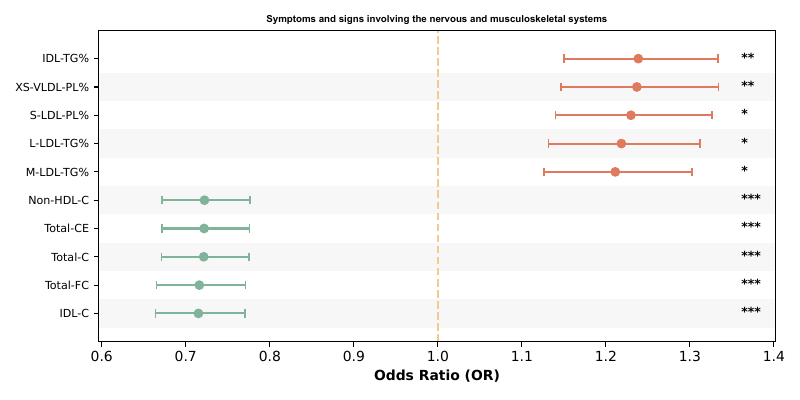 Symptoms and signs involving the nervous and musculoskeletal systems
IDL-TG% **
XS-VLDL-PL% **
S-LDL-PL% *
L-LDL-TG% *
M-LDL-TG% *
Non-HDL-C ***
Total-CE ***
Total-C ***
Total-FC ***
IDL-C ***
0.6 0.7 0.8 0.9 1.0 1.1 1.2 1.3 1.4
Odds Ratio (OR)